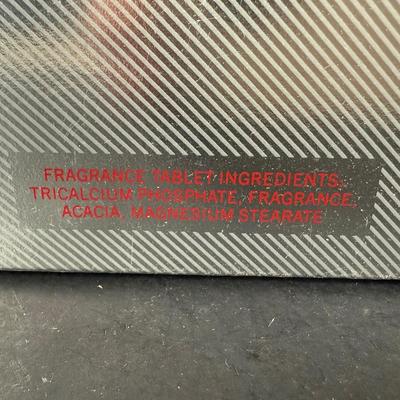 FRAGRANCE TABLET INGREDIENTS:
TRICALCIUM PHOSPHATE, FRAGRANCE,
ACACIA, MAGNESIUM STEARATE